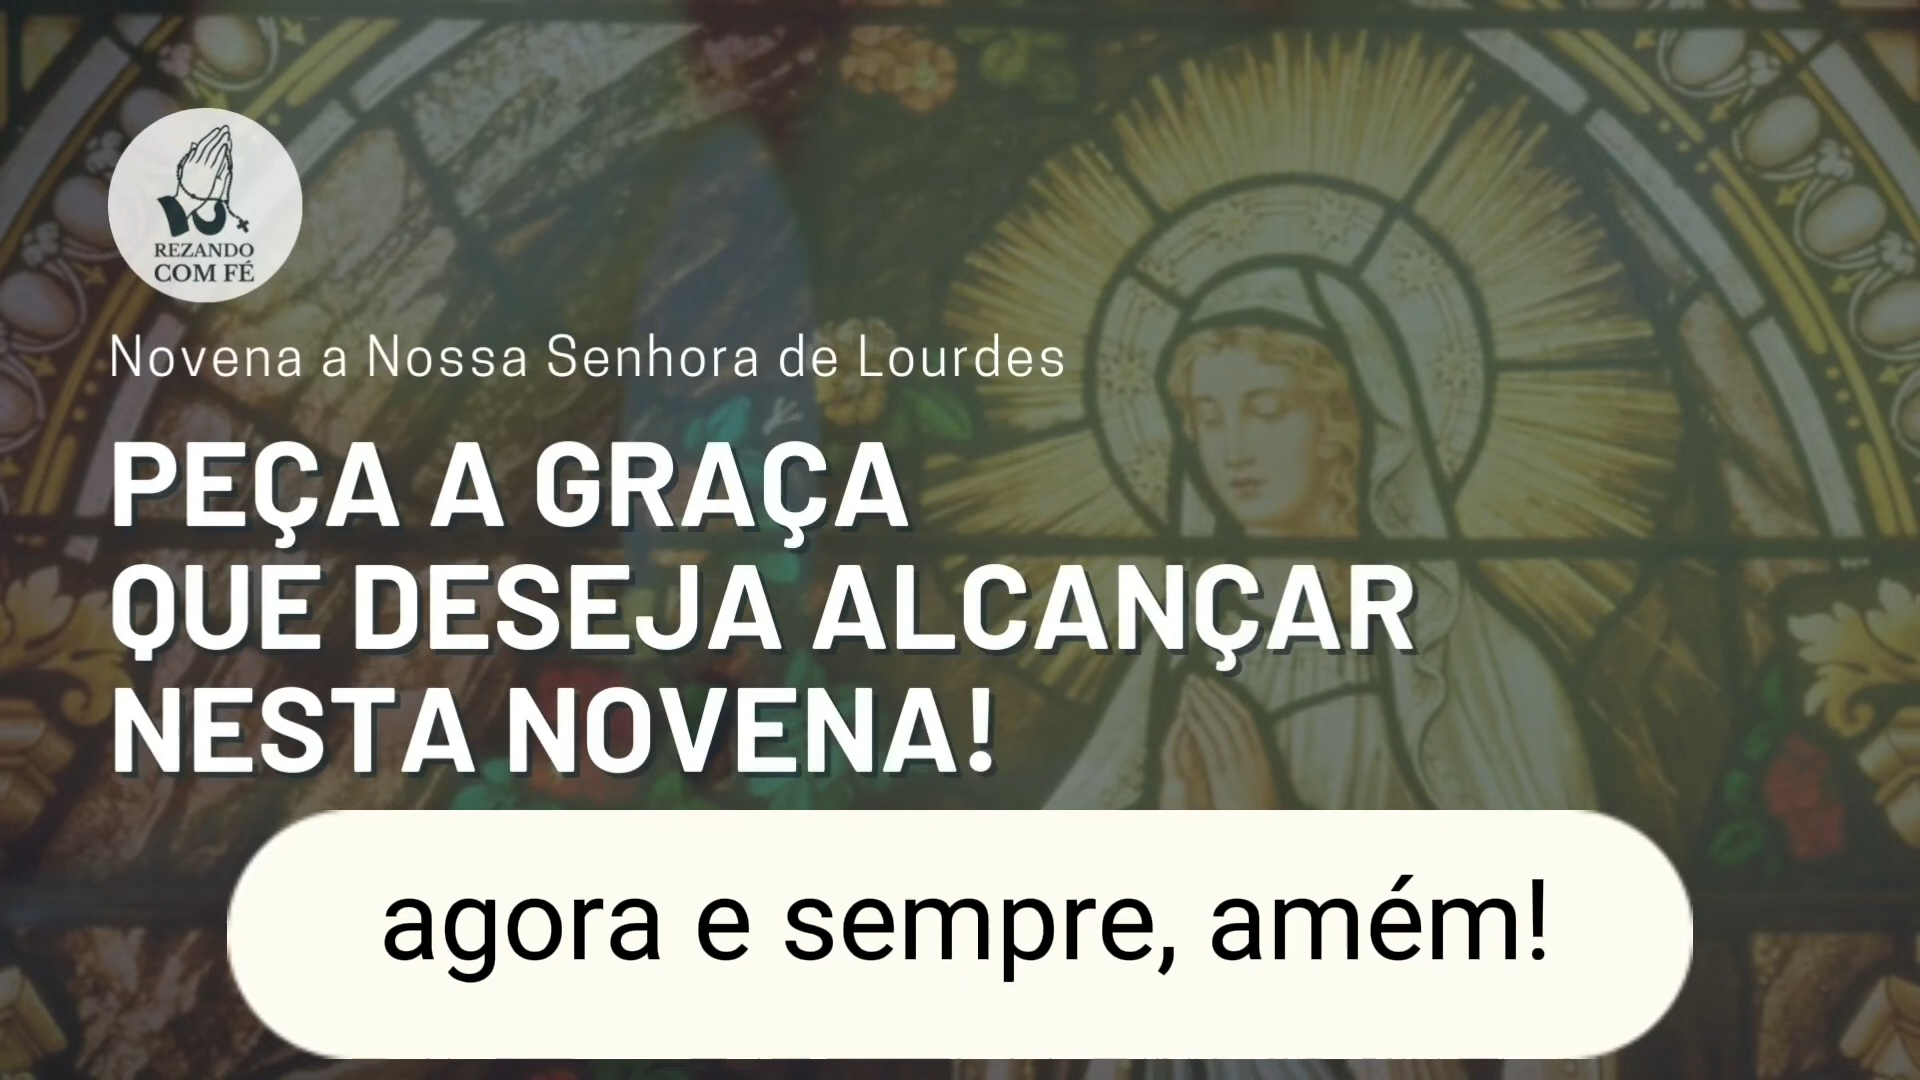 REZANDO
COM FÉ
Novena a Nossa Senhora de Lourdes
PEÇA A GRAÇA
QUE DESEJA ALCANÇAR
NESTA NOVENA!
agora e sempre, amém!